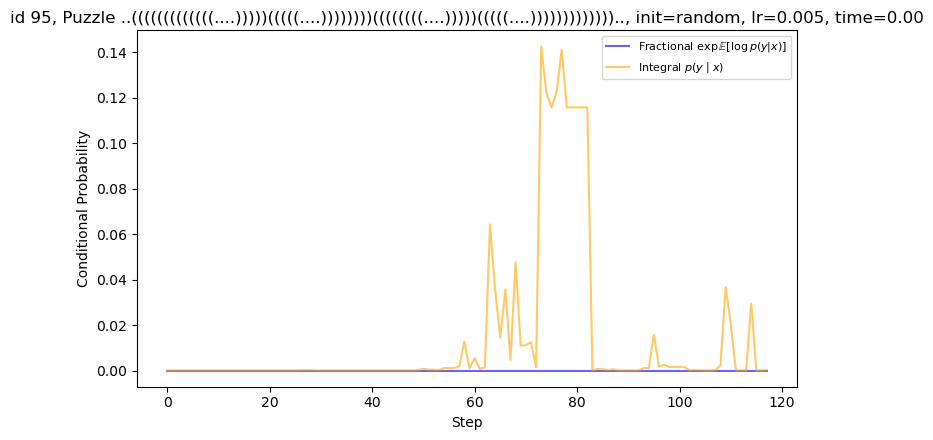 id 95, Puzzle ..(((((((((((((....)))))(((((....))))))))((((((((....)))))(((((....))))))))))))).., init=random, lr=0.005, time=0.00
Fractional exp𝔼[log p(y|x)]
Integral p(y | x)
Conditional Probability
0.14
0.12
0.10
0.08
0.06
0.04
0.02
0.00
0 20 40 60 80 100 120
Step